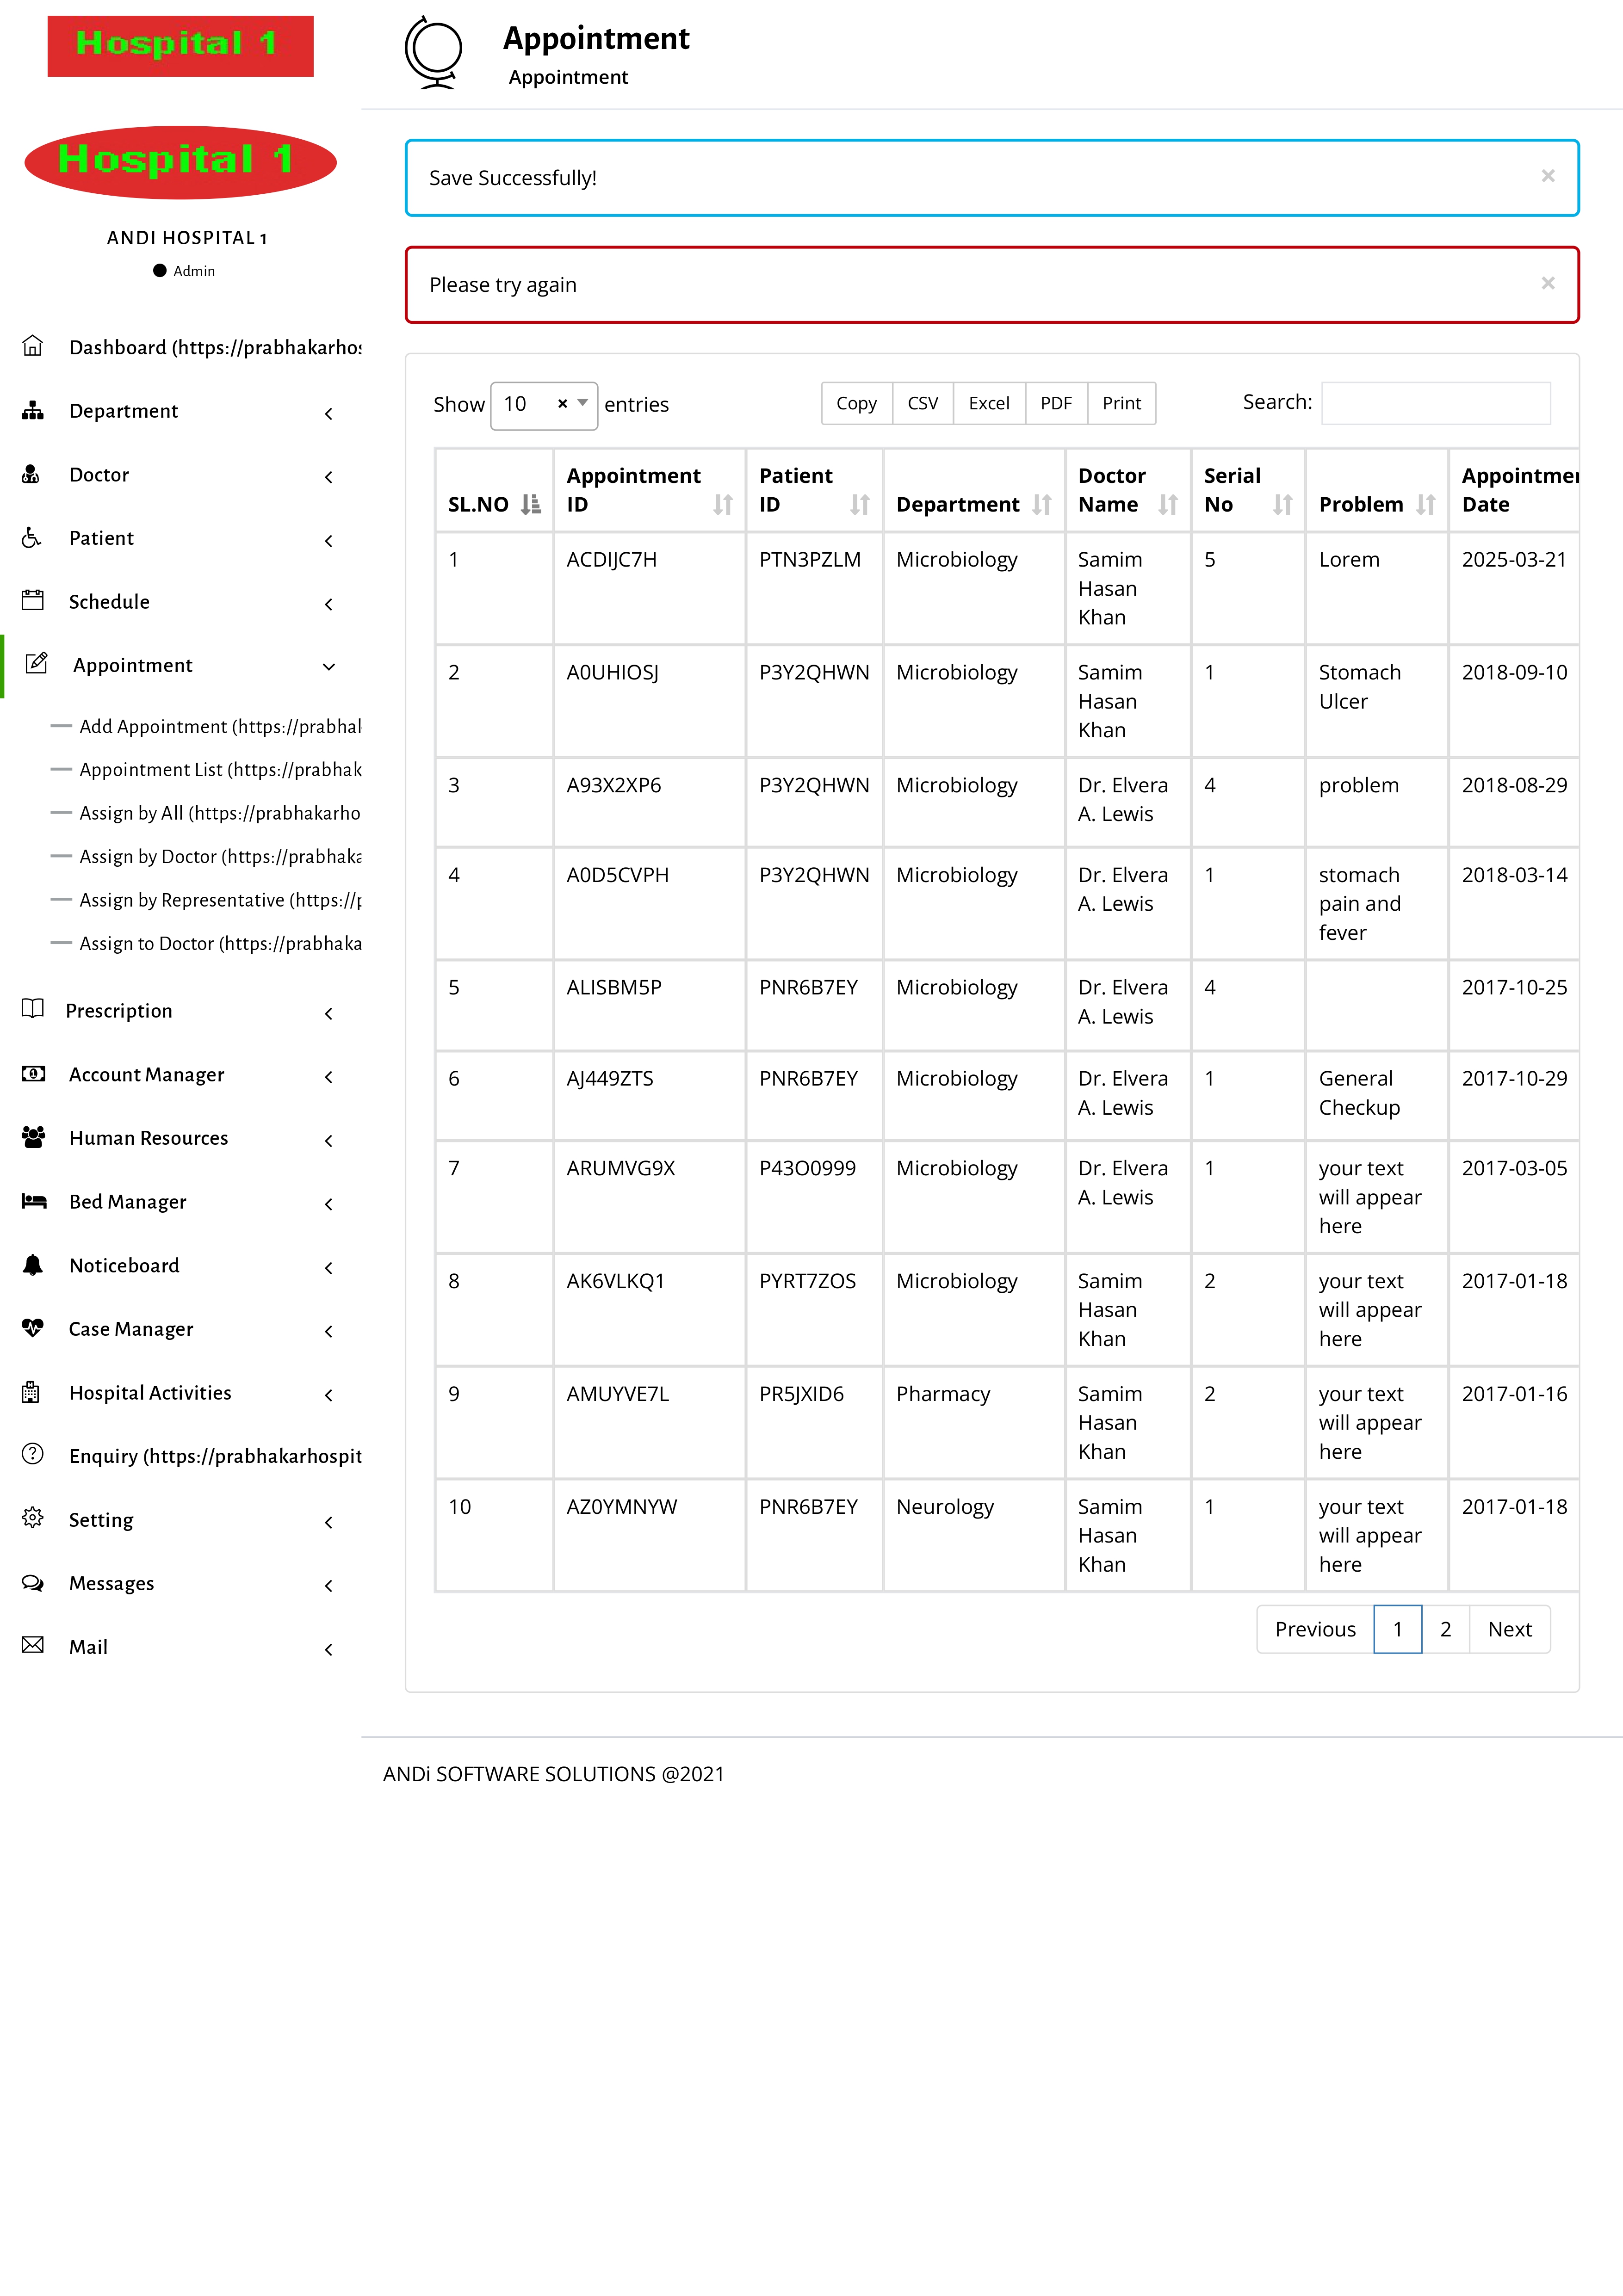 Hospital 1
Hospital 1
ANDI HOSPITAL 1
Admin
Dashboard (https://prabhakarhos
Department
Doctor
Patient
Schedule
Appointment
Add Appointment (https://prabhak
Appointment List (https://prabhak
Assign by All (https://prabhakarho
Assign by Doctor (https://prabhaka
Assign by Representative (https://p
Assign to Doctor (https://prabhaka
Prescription
Account Manager
Human Resources
Bed Manager
Noticeboard
Case Manager
Hospital Activities
Enquiry (https://prabhakarhospit
Setting
Messages
Mail
Appointment
Appointment
Save Successfully! ×
Please try again ×
Show 10 × entries Copy CSV Excel PDF Print Search:
Appointment Patient Doctor Serial Appointmen
SL.NO ID ID Department Name No Problem Date
1 ACDIJC7H PTN3PZLM Microbiology Samim 5 Lorem 2025-03-21
Hasan
Khan
2 A0UHIOSJ P3Y2QHWN Microbiology Samim 1 Stomach 2018-09-10
Hasan Ulcer
Khan
3 A93X2XP6 P3Y2QHWN Microbiology Dr. Elvera 4 problem 2018-08-29
A. Lewis
4 A0D5CVPH P3Y2QHWN Microbiology Dr. Elvera 1 stomach 2018-03-14
A. Lewis pain and
fever
5 ALISBM5P PNR6B7EY Microbiology Dr. Elvera 4 2017-10-25
A. Lewis
6 AJ449ZTS PNR6B7EY Microbiology Dr. Elvera 1 General 2017-10-29
A. Lewis Checkup
7 ARUMVG9X P43O0999 Microbiology Dr. Elvera 1 your text 2017-03-05
A. Lewis will appear
here
8 AK6VLKQ1 PYRT7ZOS Microbiology Samim 2 your text 2017-01-18
Hasan will appear
Khan here
9 AMUYVE7L PR5JXID6 Pharmacy Samim 2 your text 2017-01-16
Hasan will appear
Khan here
10 AZ0YMNYW PNR6B7EY Neurology Samim 1 your text 2017-01-18
Hasan will appear
Khan here
Previous 1 2 Next
ANDi SOFTWARE SOLUTIONS @2021